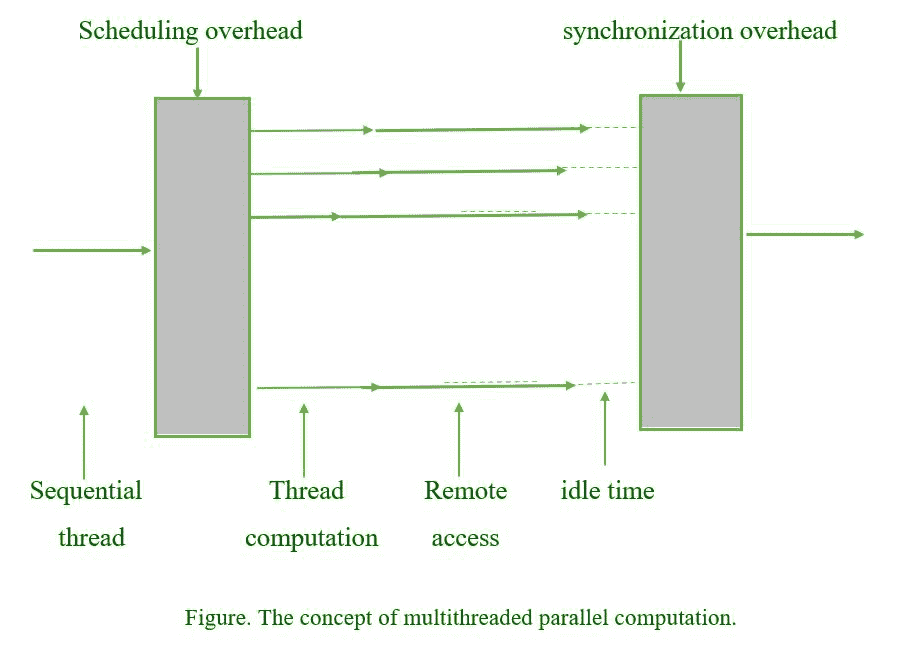 Scheduling overhead
synchronization overhead
Sequential
thread
Thread
computation
Remote
access
idle time
Figure. The concept of multithreaded parallel computation.